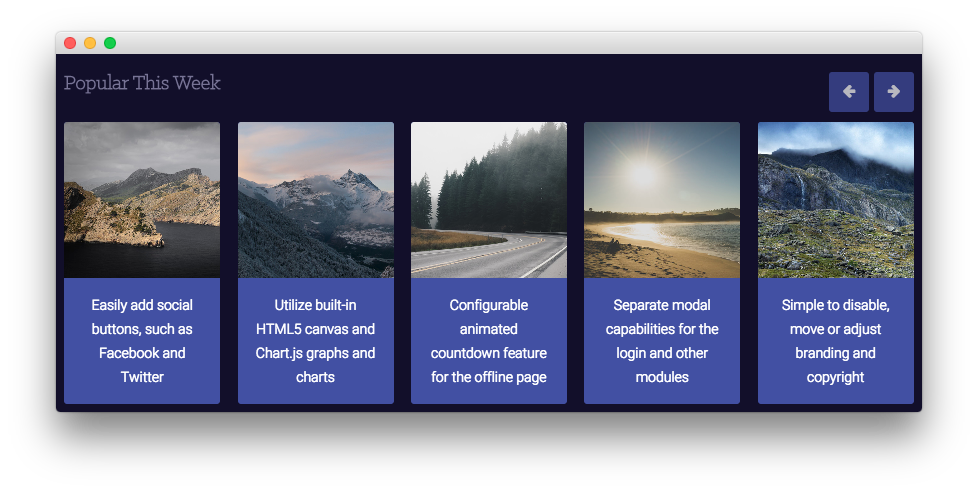 Popular This Week
Easily add social
buttons, such as
Facebook and
Twitter
Utilize built-in
HTML5 canvas and
Chart.js graphs and
charts
Configurable
animated
countdown feature
for the offline page
Separate modal
capabilities for the
login and other
modules
Simple to disable,
move or adjust
branding and
copyright